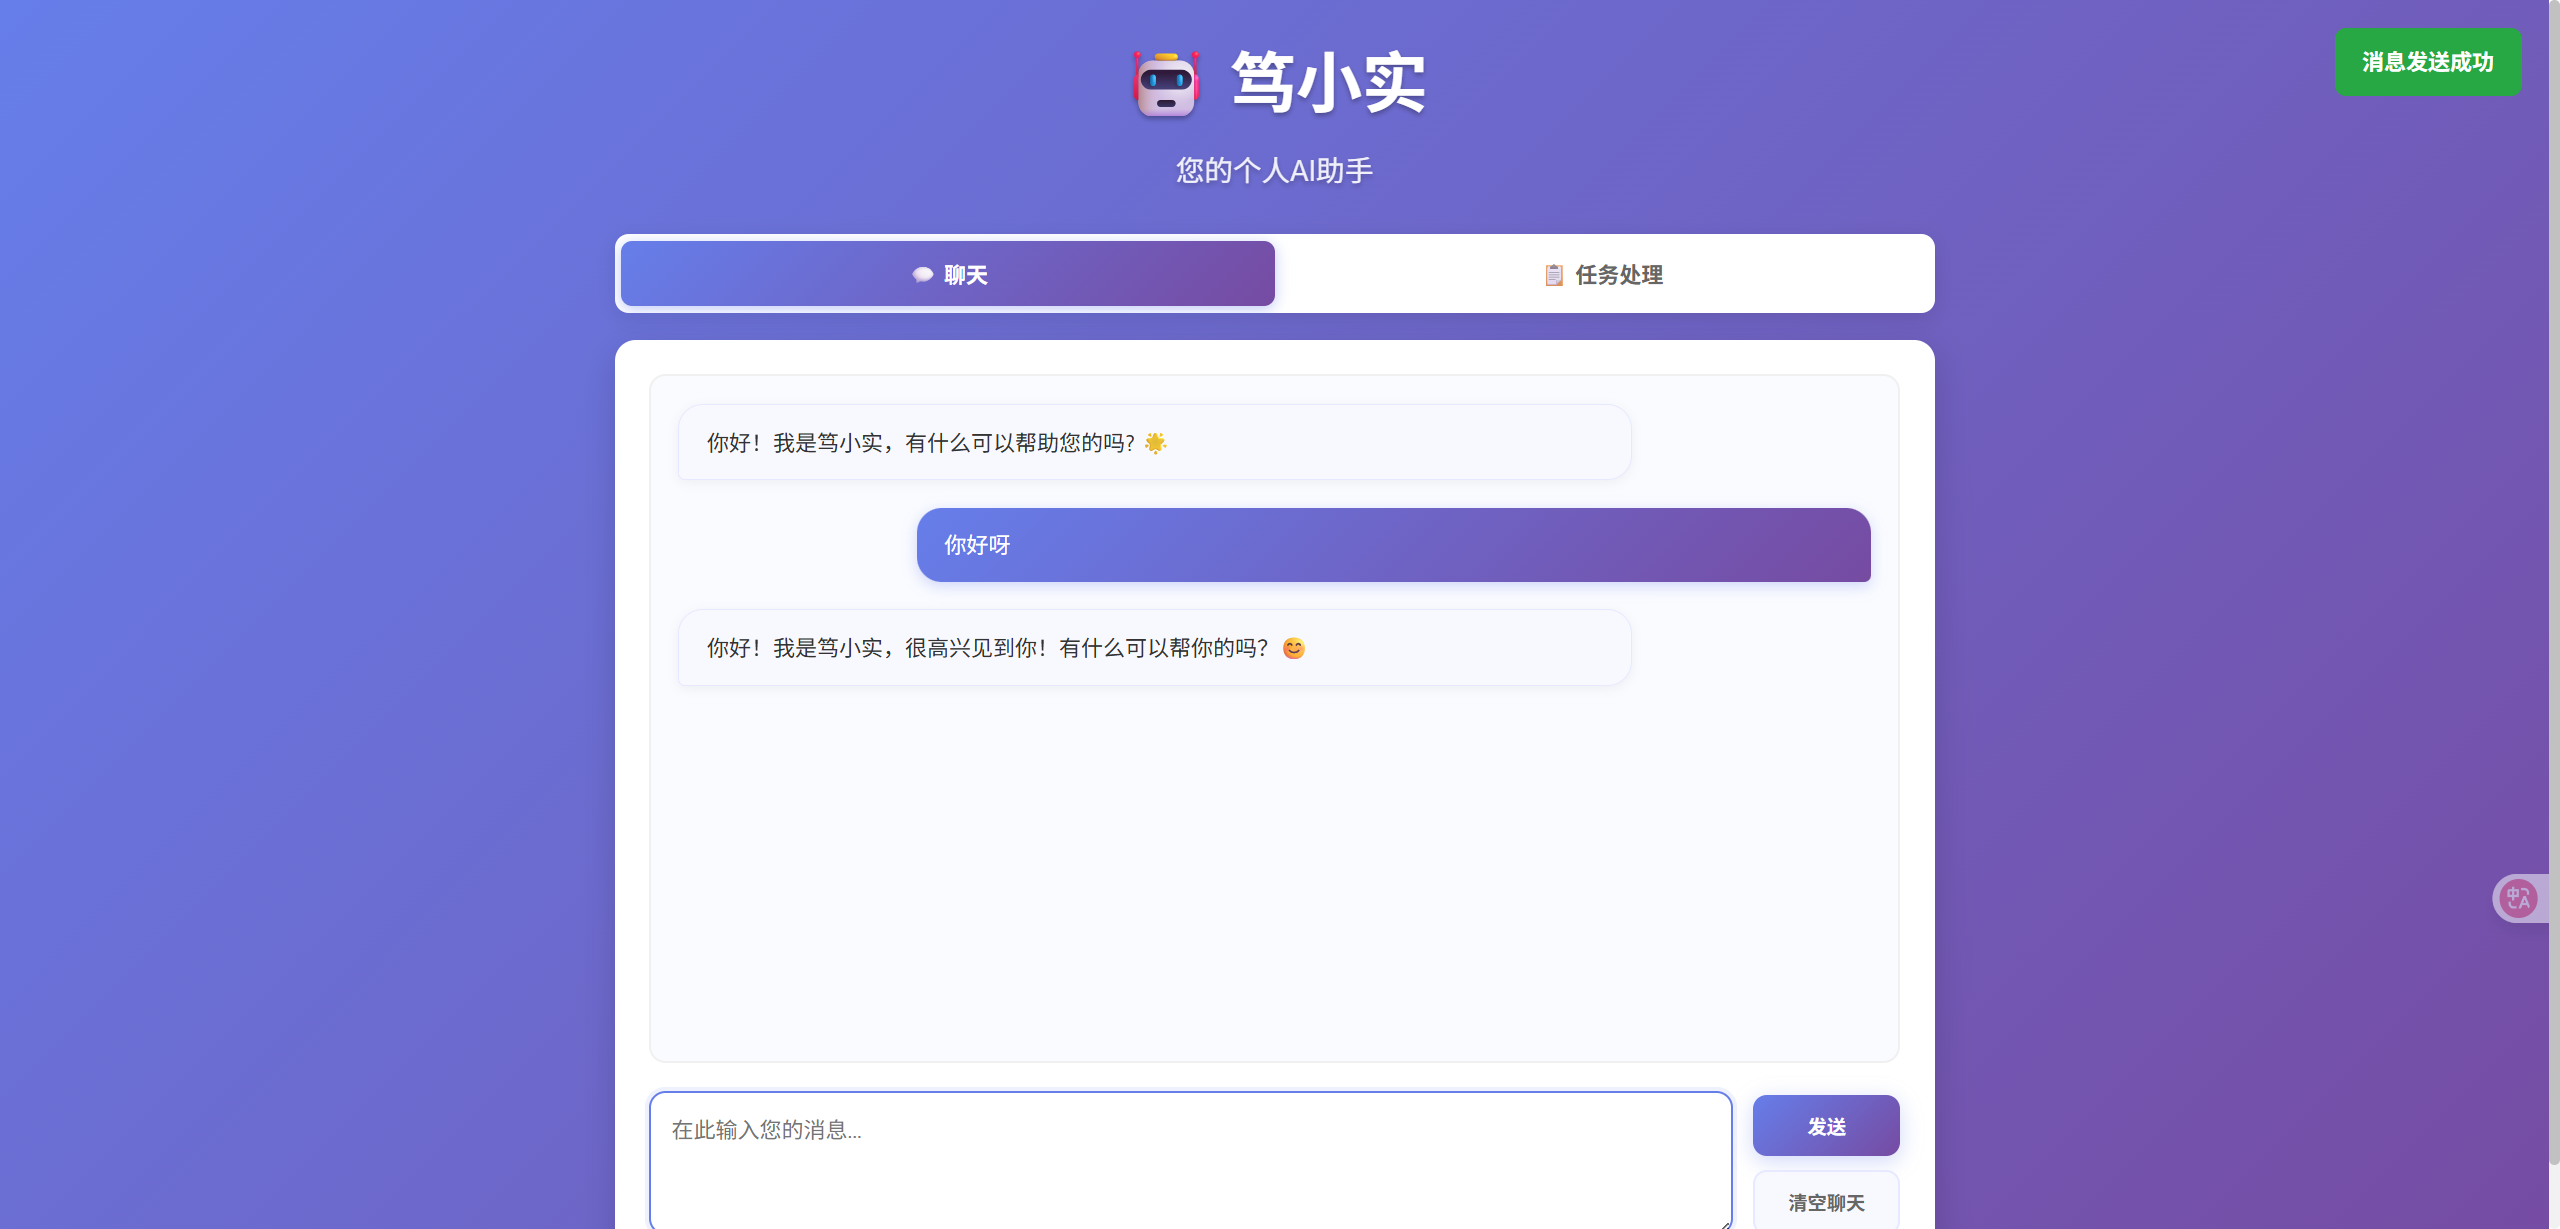 笃小实
消息发送成功
您的个人AI助手
聊天
任务处理
你好！我是笃小实，有什么可以帮助您的吗？
你好呀
你好！我是笃小实，很高兴见到你！有什么可以帮你的吗？
中A
在此输入您的消息...
发送
清空聊天